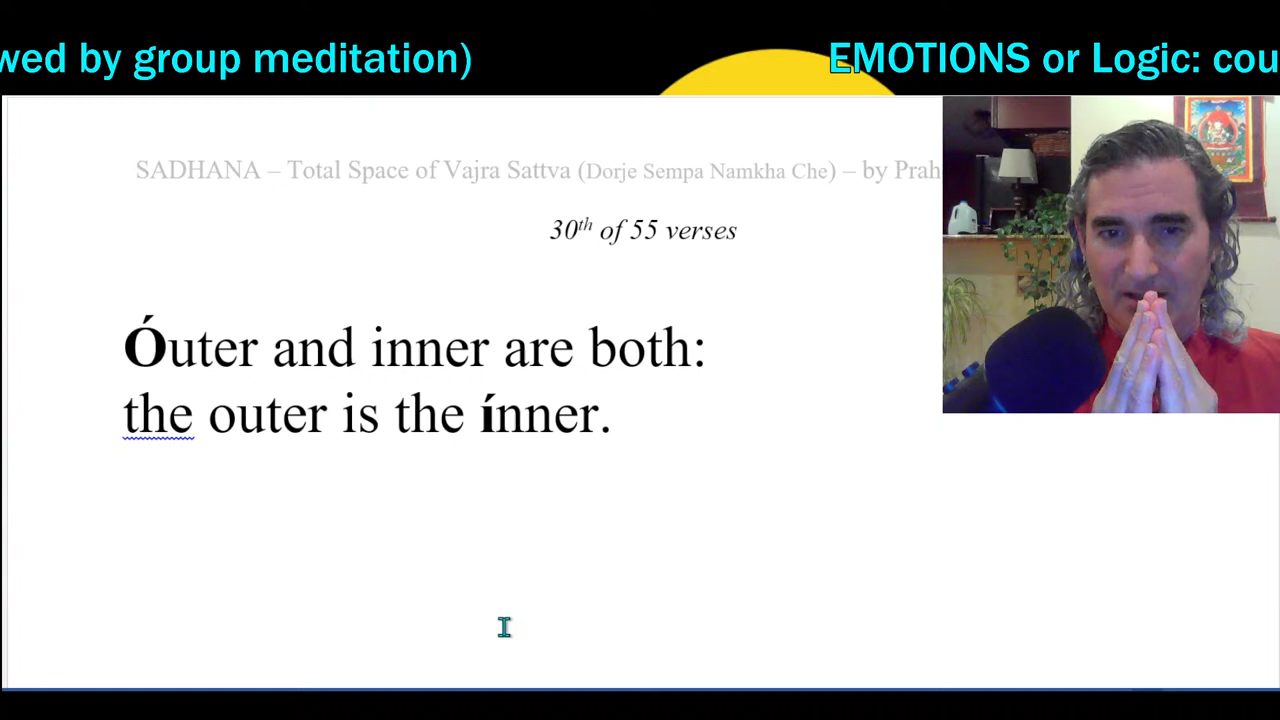 wed by group meditation) EMOTIONS or Logic: cou
SADHANA – Total Space of Vajra Sattva (Dorje Sempa Namkha Che) – by Prah
30th of 55 verses
Óuter and inner are both:
the outer is the ínner.